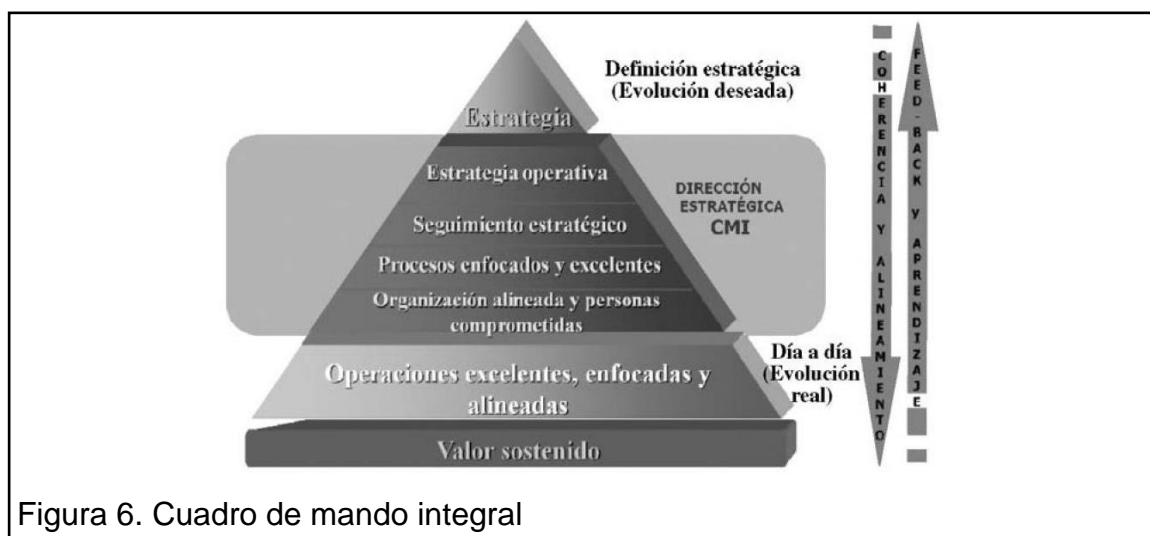 Estrategia
Definición estratégica
(Evolución deseada)
Estrategia operativa
Seguimiento estratégico
Procesos enfocados y excelentes
Organización alineada y personas
comprometidas
DIRECCIÓN
ESTRATÉGICA
CMI
Operaciones excelentes, enfocadas y
alineadas
Día a día
(Evolución
real)
Valor sostenido
COHERENCIA Y ALINEAMIENTO
FEED-BACK y APRENDIZAJE
Figura 6. Cuadro de mando integral